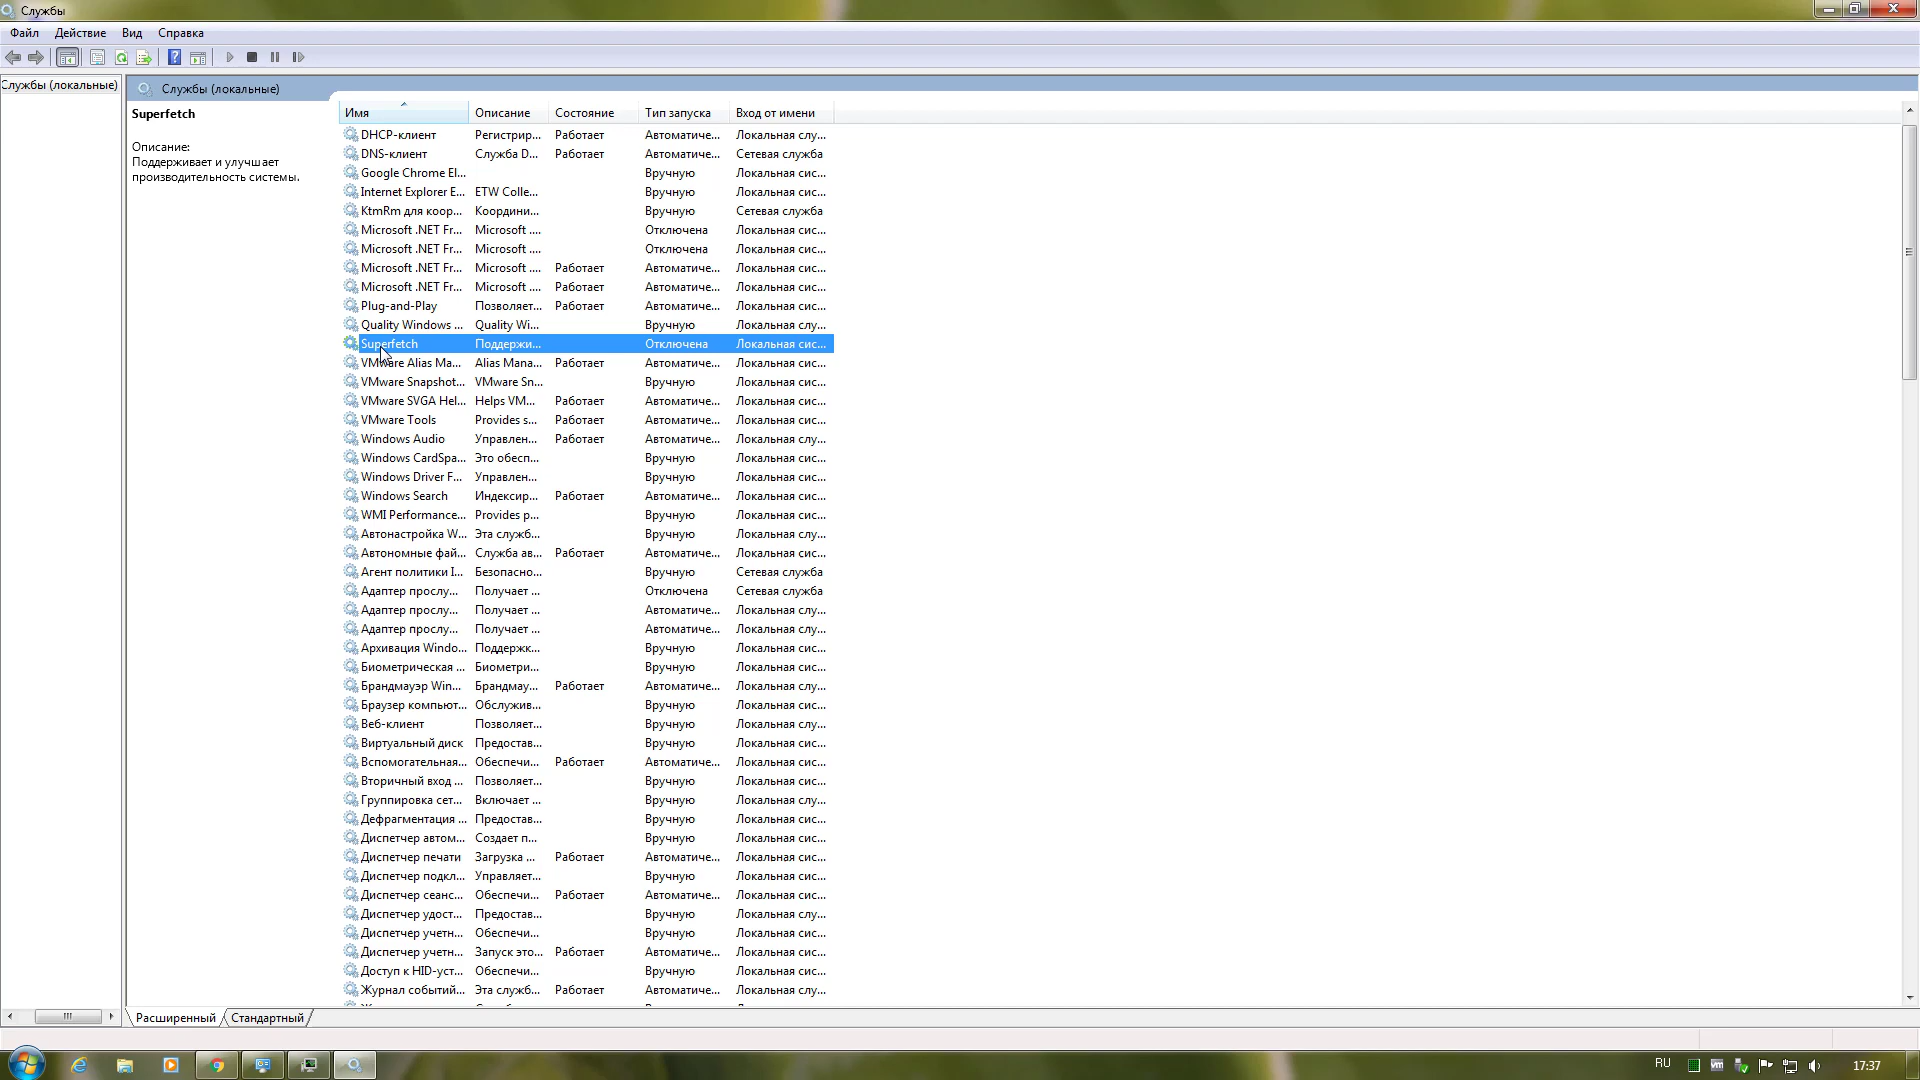 Службы
Файл Действие Вид Справка
Службы (локальные)
Службы (локальные)
Superfetch
Описание:
Поддерживает и улучшает
производительность системы.
Имя Описание Состояние Тип запуска Вход от имени
DHCP-клиент Регистрир... Работает Автоматиче... Локальная слу...
DNS-клиент Служба D... Работает Автоматиче... Сетевая служба
Google Chrome El... Вручную Локальная сис...
Internet Explorer E... ETW Colle... Вручную Локальная сис...
KtmRm для коор... Координи... Вручную Сетевая служба
Microsoft .NET Fr... Microsoft .... Отключена Локальная сис...
Microsoft .NET Fr... Microsoft .... Отключена Локальная сис...
Microsoft .NET Fr... Microsoft .... Работает Автоматиче... Локальная сис...
Microsoft .NET Fr... Microsoft .... Работает Автоматиче... Локальная сис...
Plug-and-Play Позволяет... Работает Автоматиче... Локальная сис...
Quality Windows ... Quality Wi... Вручную Локальная слу...
Superfetch Поддержи... Отключена Локальная сис...
VMware Alias Ma... Alias Mana... Работает Автоматиче... Локальная сис...
VMware Snapshot... VMware Sn... Вручную Локальная сис...
VMware SVGA Hel... Helps VM... Работает Автоматиче... Локальная сис...
VMware Tools Provides s... Работает Автоматиче... Локальная сис...
Windows Audio Управлен... Работает Автоматиче... Локальная слу...
Windows CardSpa... Это обесп... Вручную Локальная сис...
Windows Driver F... Управлен... Вручную Локальная сис...
Windows Search Индексир... Работает Автоматиче... Локальная сис...
WMI Performance... Provides p... Вручную Локальная сис...
Автонастройка W... Эта служб... Вручную Локальная слу...
Автономные фай... Служба ав... Работает Автоматиче... Локальная сис...
Агент политики I... Безопасно... Вручную Сетевая служба
Адаптер прослу... Получает ... Отключена Сетевая служба
Адаптер прослу... Получает ... Автоматиче... Локальная слу...
Адаптер прослу... Получает ... Автоматиче... Локальная слу...
Архивация Windo... Поддержк... Вручную Локальная сис...
Биометрическая ... Биометри... Вручную Локальная сис...
Брандмауэр Win... Брандмау... Работает Автоматиче... Локальная слу...
Браузер компьют... Обслужив... Вручную Локальная сис...
Веб-клиент Позволяет... Вручную Локальная слу...
Виртуальный диск Предостав... Вручную Локальная сис...
Вспомогательная... Обеспечи... Работает Автоматиче... Локальная сис...
Вторичный вход ... Позволяет... Вручную Локальная сис...
Группировка сет... Включает ... Вручную Локальная слу...
Дефрагментация ... Предостав... Вручную Локальная сис...
Диспетчер автом... Создает п... Вручную Локальная сис...
Диспетчер печати Загрузка ... Работает Автоматиче... Локальная сис...
Диспетчер подкл... Управляет... Вручную Локальная сис...
Диспетчер сеанс... Обеспечи... Работает Автоматиче... Локальная сис...
Диспетчер удост... Предостав... Вручную Локальная слу...
Диспетчер учетн... Обеспечи... Вручную Локальная сис...
Диспетчер учетн... Запуск это... Работает Автоматиче... Локальная сис...
Доступ к HID-уст... Обеспечи... Вручную Локальная сис...
Журнал событий... Эта служб... Работает Автоматиче... Локальная слу...
Расширенный Стандартный
RU 17:37